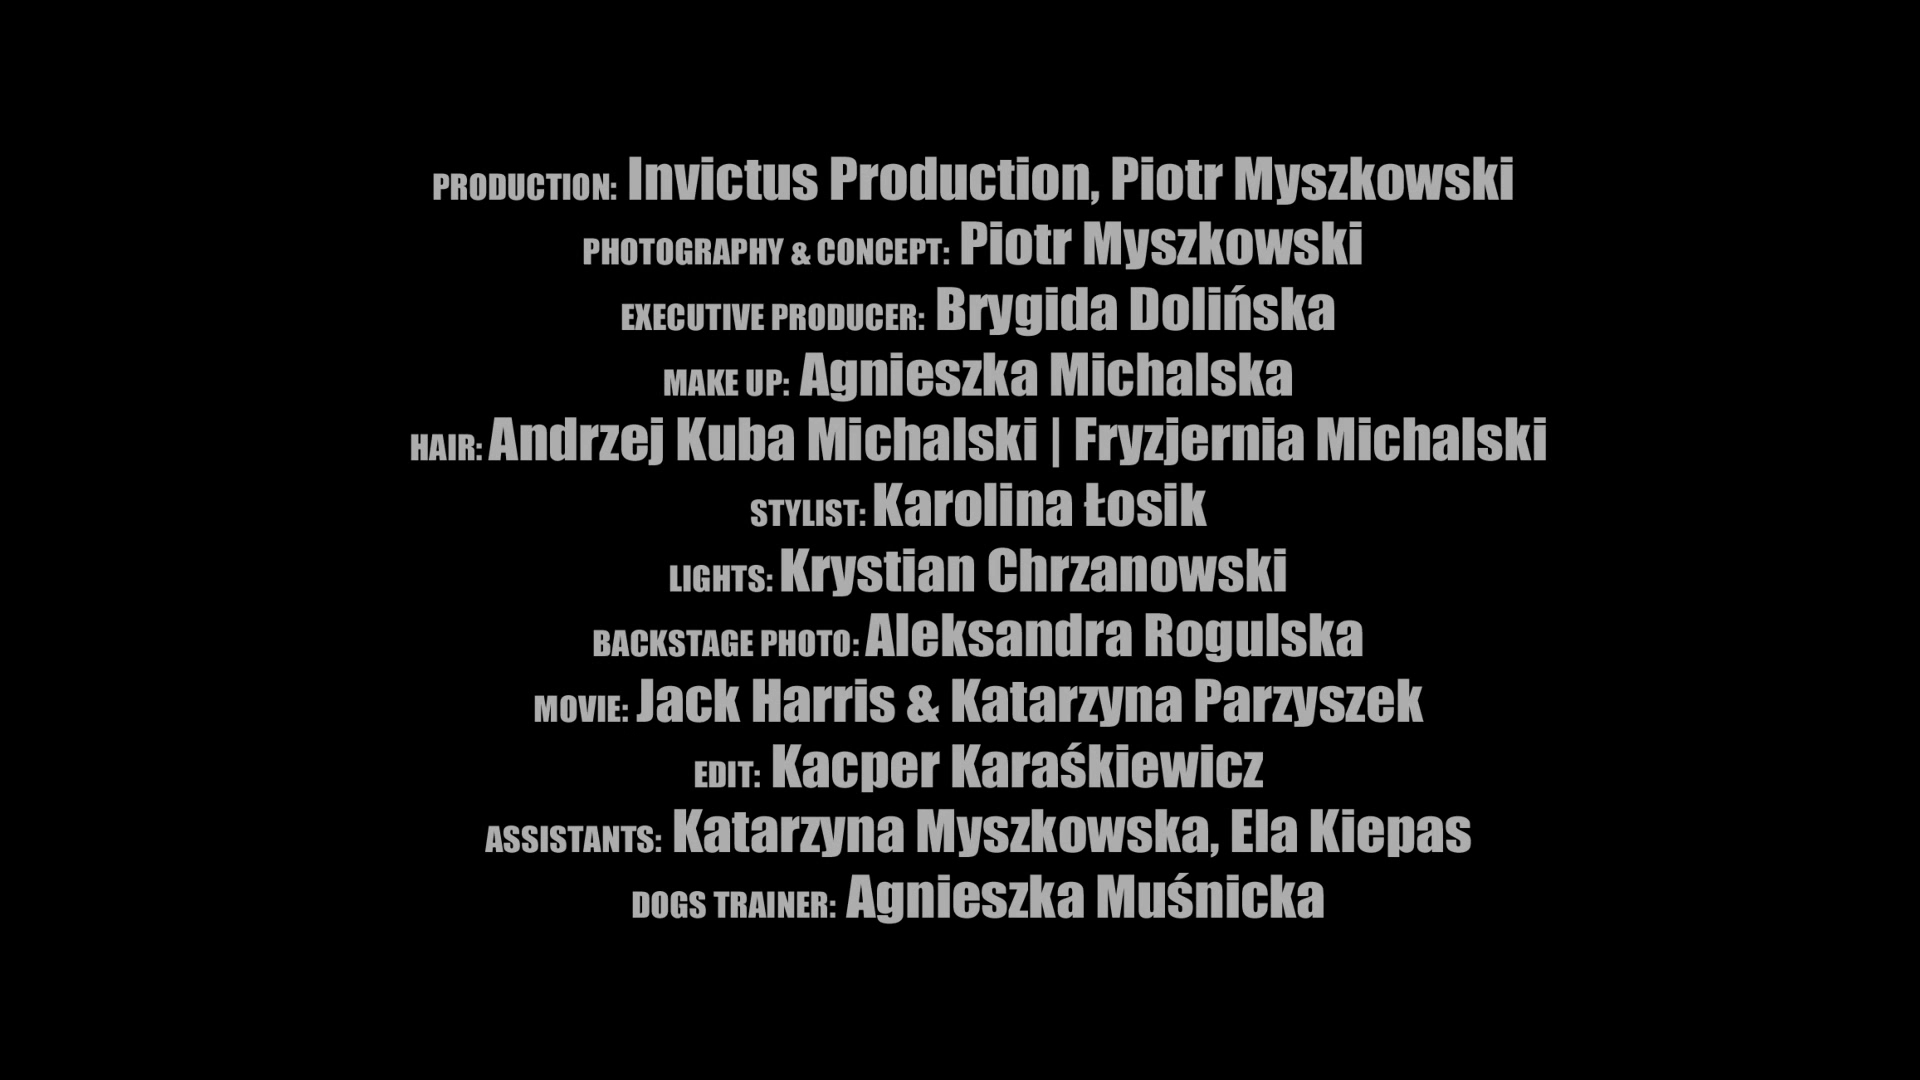 PRODUCTION: Invictus Production, Piotr Myszkowski
PHOTOGRAPHY & CONCEPT: Piotr Myszkowski
EXECUTIVE PRODUCER: Brygida Dolińska
MAKE UP: Agnieszka Michalska
HAIR: Andrzej Kuba Michalski | Fryzjernia Michalski
STYLIST: Karolina Łosik
LIGHTS: Krystian Chrzanowski
BACKSTAGE PHOTO: Aleksandra Rogulska
MOVIE: Jack Harris & Katarzyna Parzyszek
EDIT: Kacper Karaśkiewicz
ASSISTANTS: Katarzyna Myszkowska, Ela Kiepas
DOGS TRAINER: Agnieszka Muśnicka